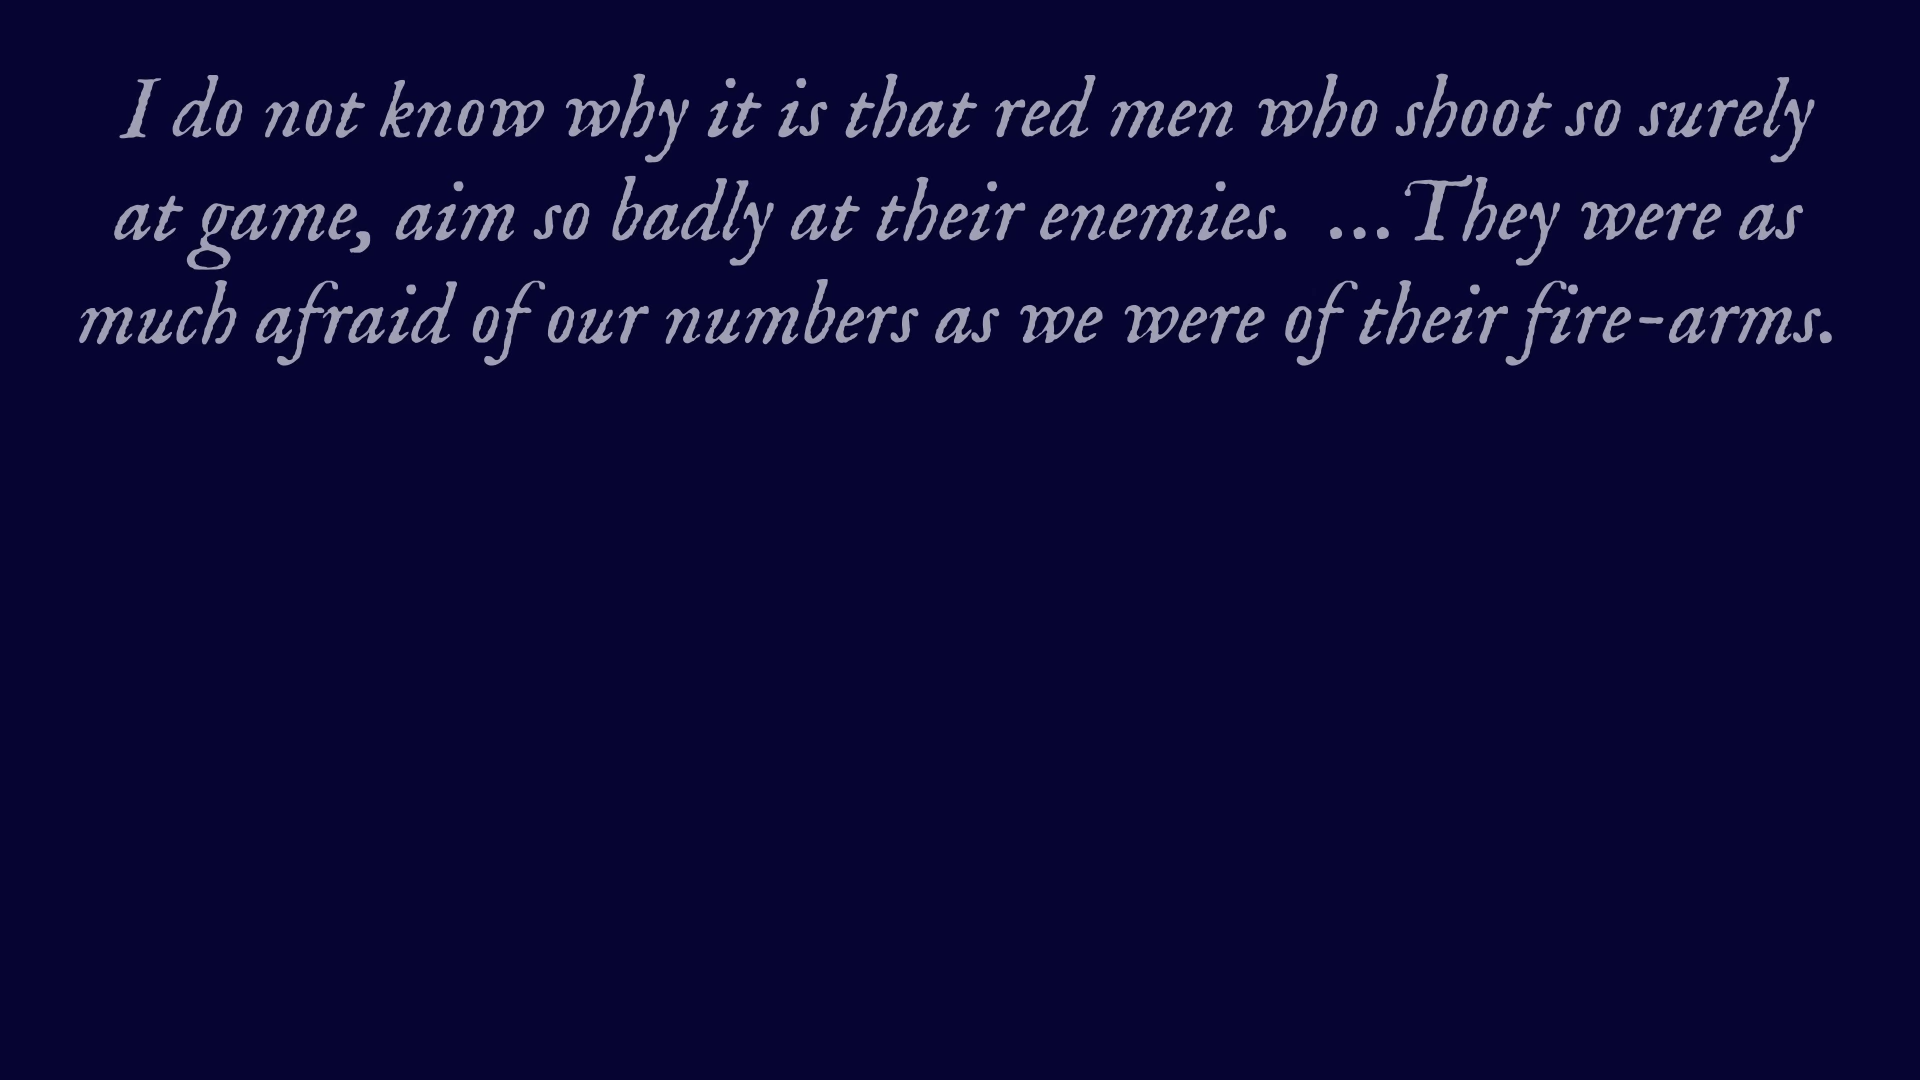 I do not know why it is that red men who shoot so surely
at game, aim so badly at their enemies. ...They were as
much afraid of our numbers as we were of their fire-arms.